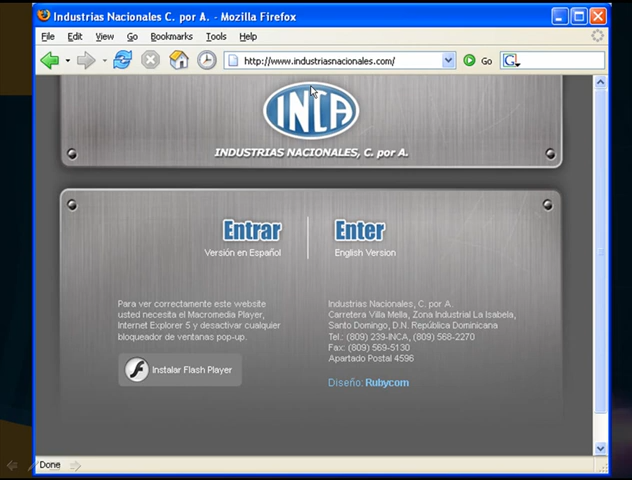 Industrias Nacionales C. por A. - Mozilla Firefox
File Edit View Go Bookmarks Tools Help
http://www.industriasnacionales.com/ Go G
INCA
INDUSTRIAS NACIONALES, C. por A.
Entrar
Versión en Español
Enter
English Version
Para ver correctamente este website
usted necesita el Macromedia Player,
Internet Explorer 5 y desactivar cualquier
bloqueador de ventanas pop-up.
Instalar Flash Player
Industrias Nacionales, C. por A.
Carretera Villa Mella, Zona Industrial La Isabela,
Santo Domingo, D.N. República Dominicana
Tel.: (809) 239-INCA, (809) 568-2270
Fax: (809) 569-5130
Apartado Postal 4596
Diseño: Rubycom
Done